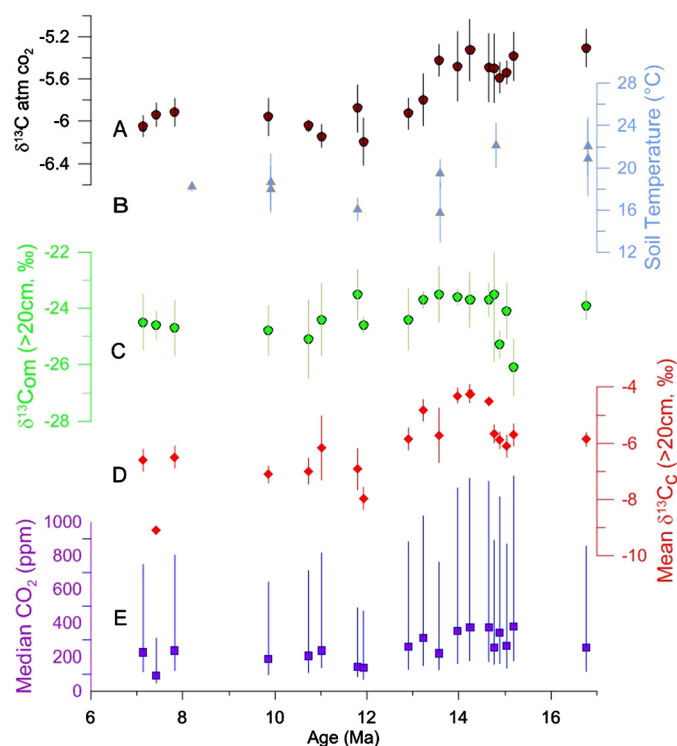 δ¹³C atm co₂
-5.2
-5.6
-6
-6.4
A
28
24
20
16
12
Soil Temperature (°C)
B
-22
-24
-26
-28
δ¹³Com (>20cm, ‰)
C
-4
-6
-8
-10
Mean δ¹³Cc (>20cm, ‰)
D
1000
800
600
400
200
0
Median CO₂ (ppm)
E
6 8 10 12 14 16
Age (Ma)